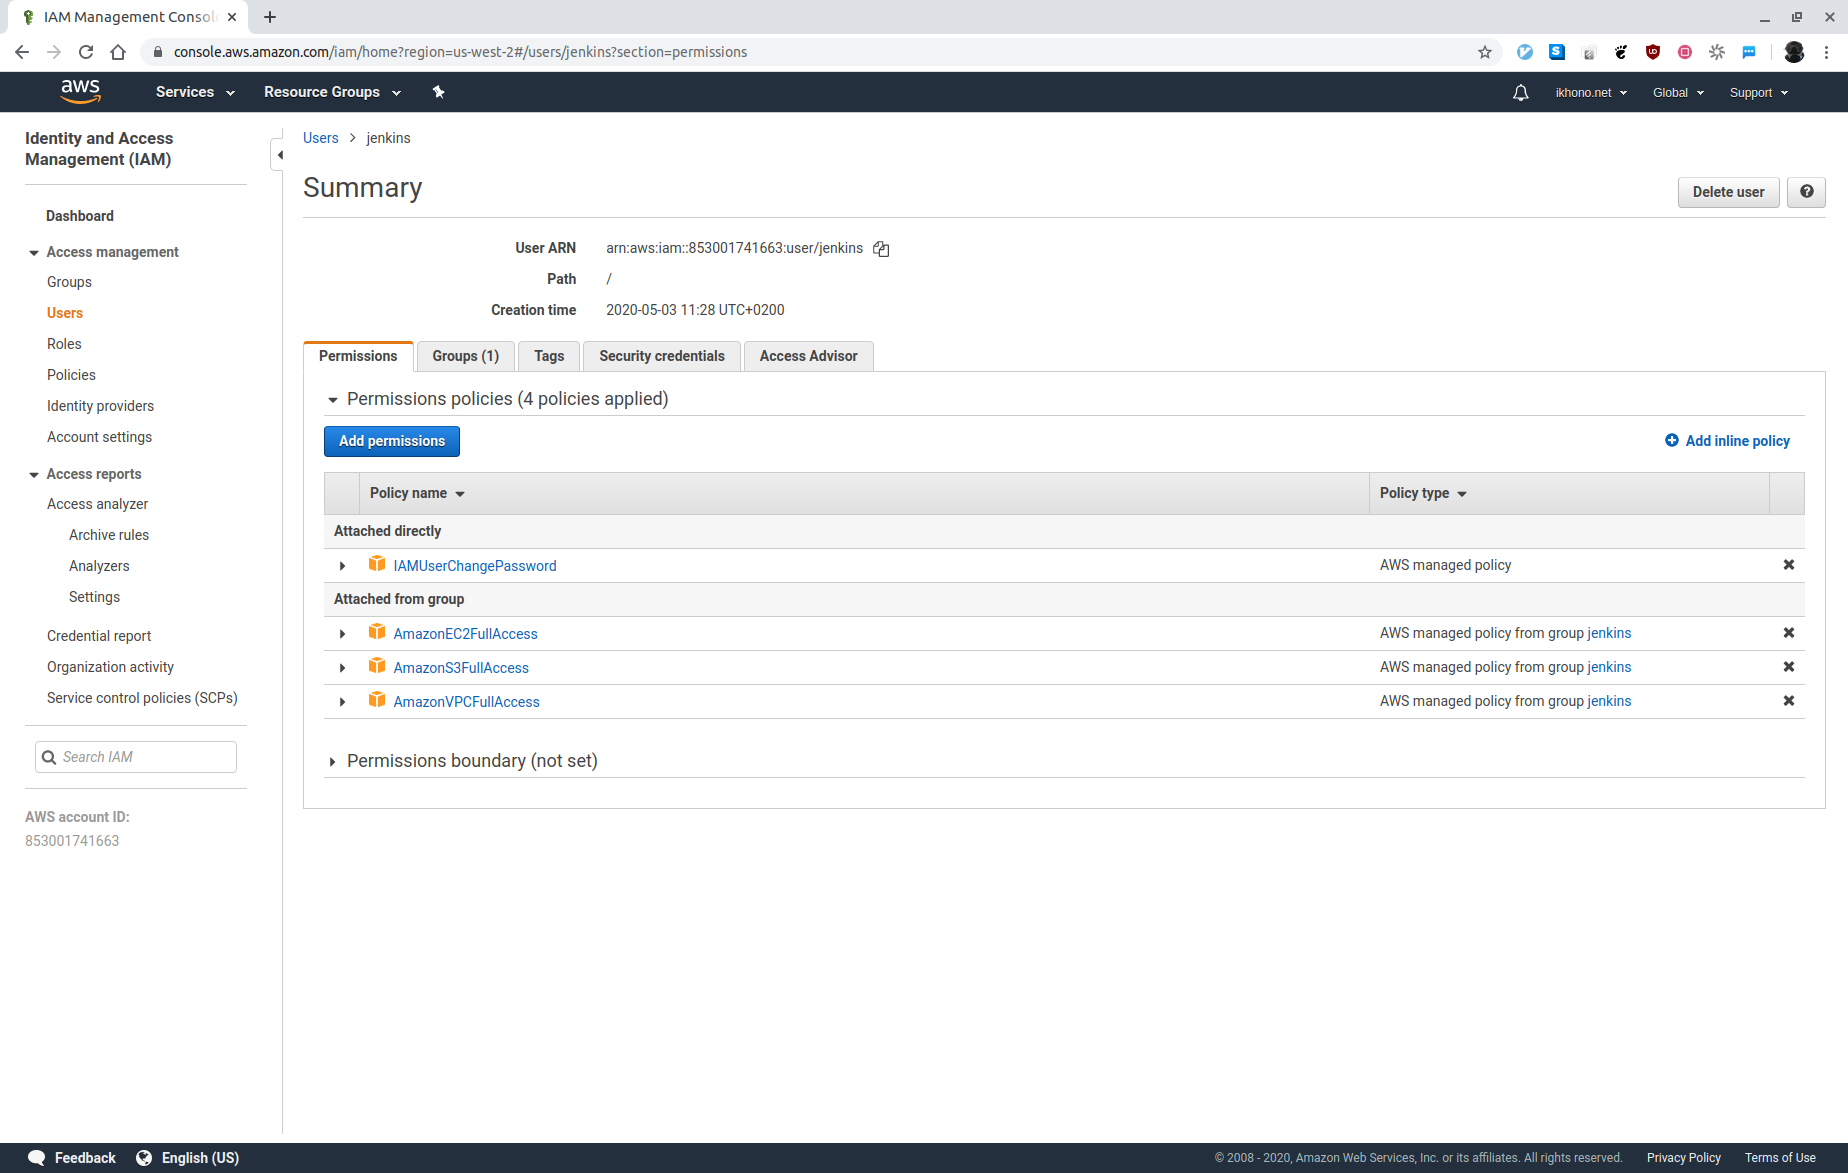 IAM Management Consol
console.aws.amazon.com/iam/home?region=us-west-2#/users/jenkins?section=permissions
aws Services Resource Groups ikhono.net Global Support
Identity and Access
Management (IAM)
Dashboard
Access management
Groups
Users
Roles
Policies
Identity providers
Account settings
Access reports
Access analyzer
Archive rules
Analyzers
Settings
Credential report
Organization activity
Service control policies (SCPs)
Search IAM
AWS account ID:
853001741663
Users > jenkins
Summary
Delete user
User ARN arn:aws:iam::853001741663:user/jenkins
Path /
Creation time 2020-05-03 11:28 UTC+0200
Permissions Groups (1) Tags Security credentials Access Advisor
Permissions policies (4 policies applied)
Add permissions Add inline policy
Policy name Policy type
Attached directly
IAMUserChangePassword AWS managed policy
Attached from group
AmazonEC2FullAccess AWS managed policy from group jenkins
AmazonS3FullAccess AWS managed policy from group jenkins
AmazonVPCFullAccess AWS managed policy from group jenkins
Permissions boundary (not set)
Feedback English (US) © 2008 - 2020, Amazon Web Services, Inc. or its affiliates. All rights reserved. Privacy Policy Terms of Use